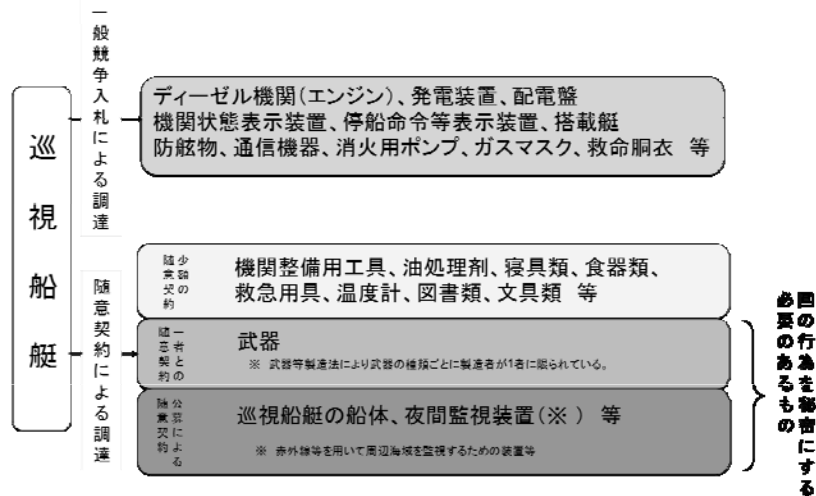 巡視船艇
一般競争入札による調達
ディーゼル機関(エンジン)、発電装置、配電盤
機関状態表示装置、停船命令等表示装置、搭載艇
防舷物、通信機器、消火用ポンプ、ガスマスク、救命胴衣 等
随意契約による調達
少額の
随意契約
機関整備用工具、油処理剤、寝具類、食器類、
救急用具、温度計、図書類、文具類 等
一者との
随意契約
武器
※ 武器等製造法により武器の種類ごとに製造者が1者に限られている。
公募による
随意契約
巡視船艇の船体、夜間監視装置(※) 等
※ 赤外線等を用いて周辺海域を監視するための装置等
国の行為を秘密にする
必要のあるもの